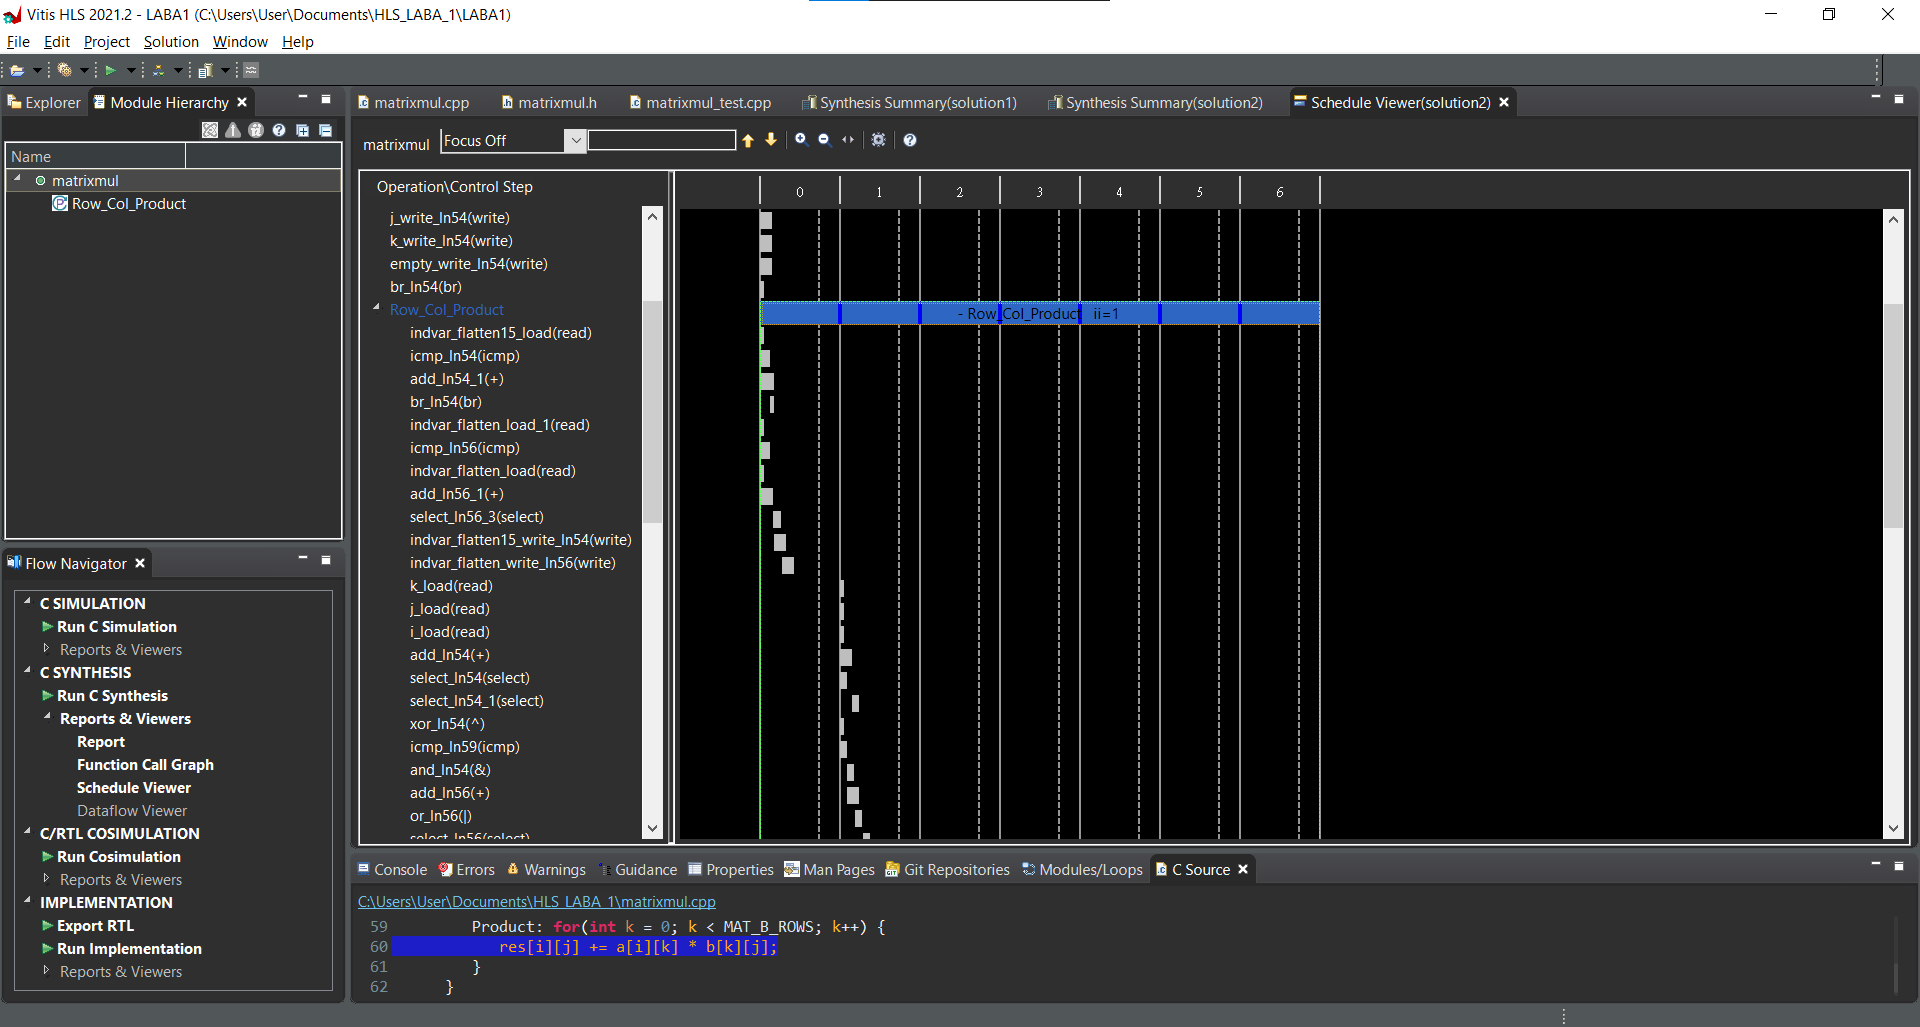 Vitis HLS 2021.2 - LABA1 (C:\Users\User\Documents\HLS_LABA_1\LABA1)
File Edit Project Solution Window Help
Explorer Module Hierarchy
Name
matrixmul
Row_Col_Product
Flow Navigator
C SIMULATION
Run C Simulation
Reports & Viewers
C SYNTHESIS
Run C Synthesis
Reports & Viewers
Report
Function Call Graph
Schedule Viewer
Dataflow Viewer
C/RTL COSIMULATION
Run Cosimulation
Reports & Viewers
IMPLEMENTATION
Export RTL
Run Implementation
Reports & Viewers
matrixmul.cpp matrixmul.h matrixmul_test.cpp Synthesis Summary(solution1) Synthesis Summary(solution2) Schedule Viewer(solution2)
matrixmul Focus Off
Operation\Control Step 0 1 2 3 4 5 6
j_write_ln54(write)
k_write_ln54(write)
empty_write_ln54(write)
br_ln54(br)
Row_Col_Product - Row_Col_Product ii=1
indvar_flatten15_load(read)
icmp_ln54(icmp)
add_ln54_1(+)
br_ln54(br)
indvar_flatten_load_1(read)
icmp_ln56(icmp)
indvar_flatten_load(read)
add_ln56_1(+)
select_ln56_3(select)
indvar_flatten15_write_ln54(write)
indvar_flatten_write_ln56(write)
k_load(read)
j_load(read)
i_load(read)
add_ln54(+)
select_ln54(select)
select_ln54_1(select)
xor_ln54(^)
icmp_ln59(icmp)
and_ln54(&)
add_ln56(+)
or_ln56(|)
select_ln56(select)
Console Errors Warnings Guidance Properties Man Pages Git Repositories Modules/Loops C Source
C:\Users\User\Documents\HLS_LABA_1\matrixmul.cpp
59 Product: for(int k = 0; k < MAT_B_ROWS; k++) {
60 res[i][j] += a[i][k] * b[k][j];
61 }
62 }